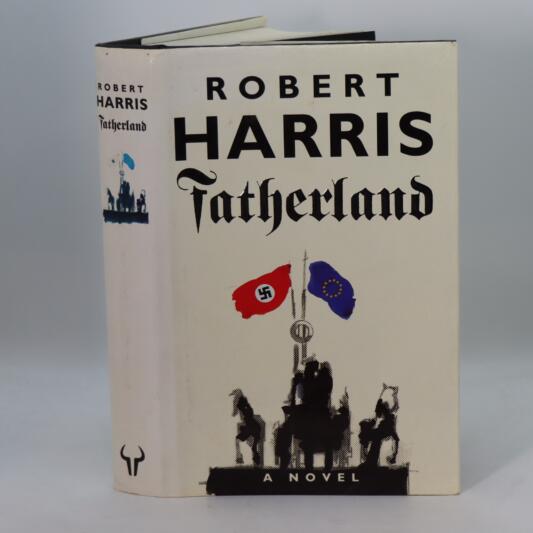 ROBERT
HARRIS
Fatherland
ROBERT
HARRIS
Fatherland
A NOVEL